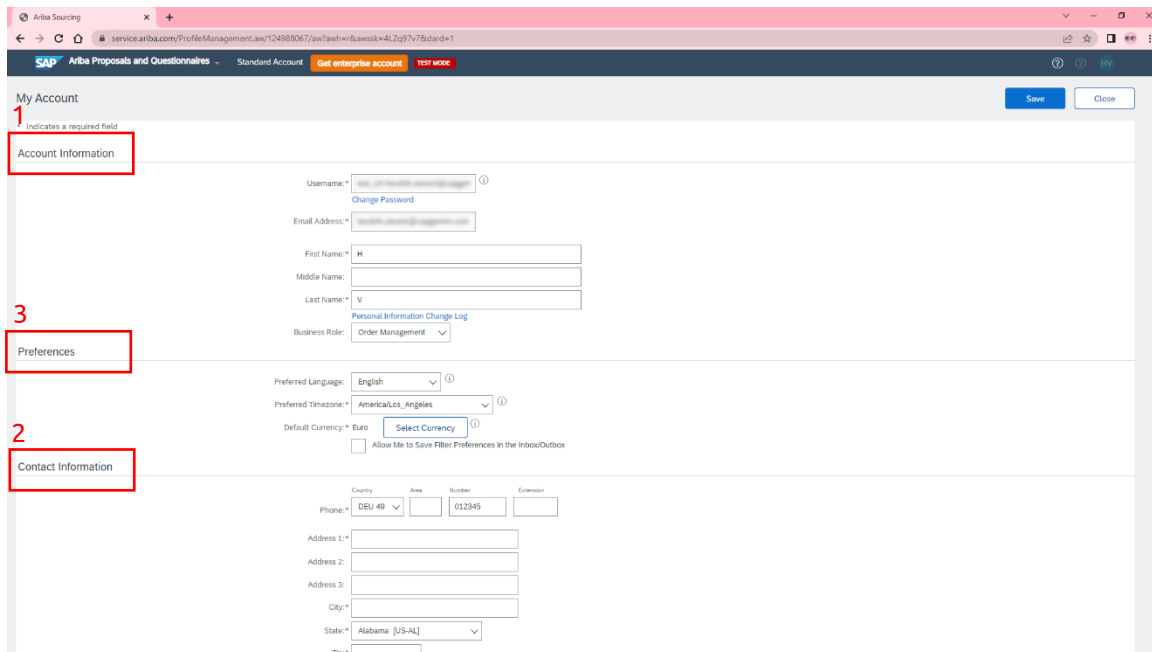 Ariba Sourcing
service.ariba.com/ProfileManagement.aw/124988067/aw?awh=r&awssk=4LZq97v7&dard=1
SAP Ariba Proposals and Questionnaires Standard Account Get enterprise account TEST MODE HV
My Account Save Close
1
* Indicates a required field
Account Information
Username:*
Change Password
Email Address:*
First Name:* H
Middle Name:
Last Name:* V
Personal Information Change Log
3
Business Role: Order Management
Preferences
Preferred Language: English
Preferred Timezone:* America/Los_Angeles
Default Currency:* Euro Select Currency
2
Allow Me to Save Filter Preferences in the Inbox/Outbox
Contact Information
Country Area Number Extension
Phone:* DEU 49 012345
Address 1:*
Address 2:
Address 3:
City:*
State:* Alabama [US-AL]